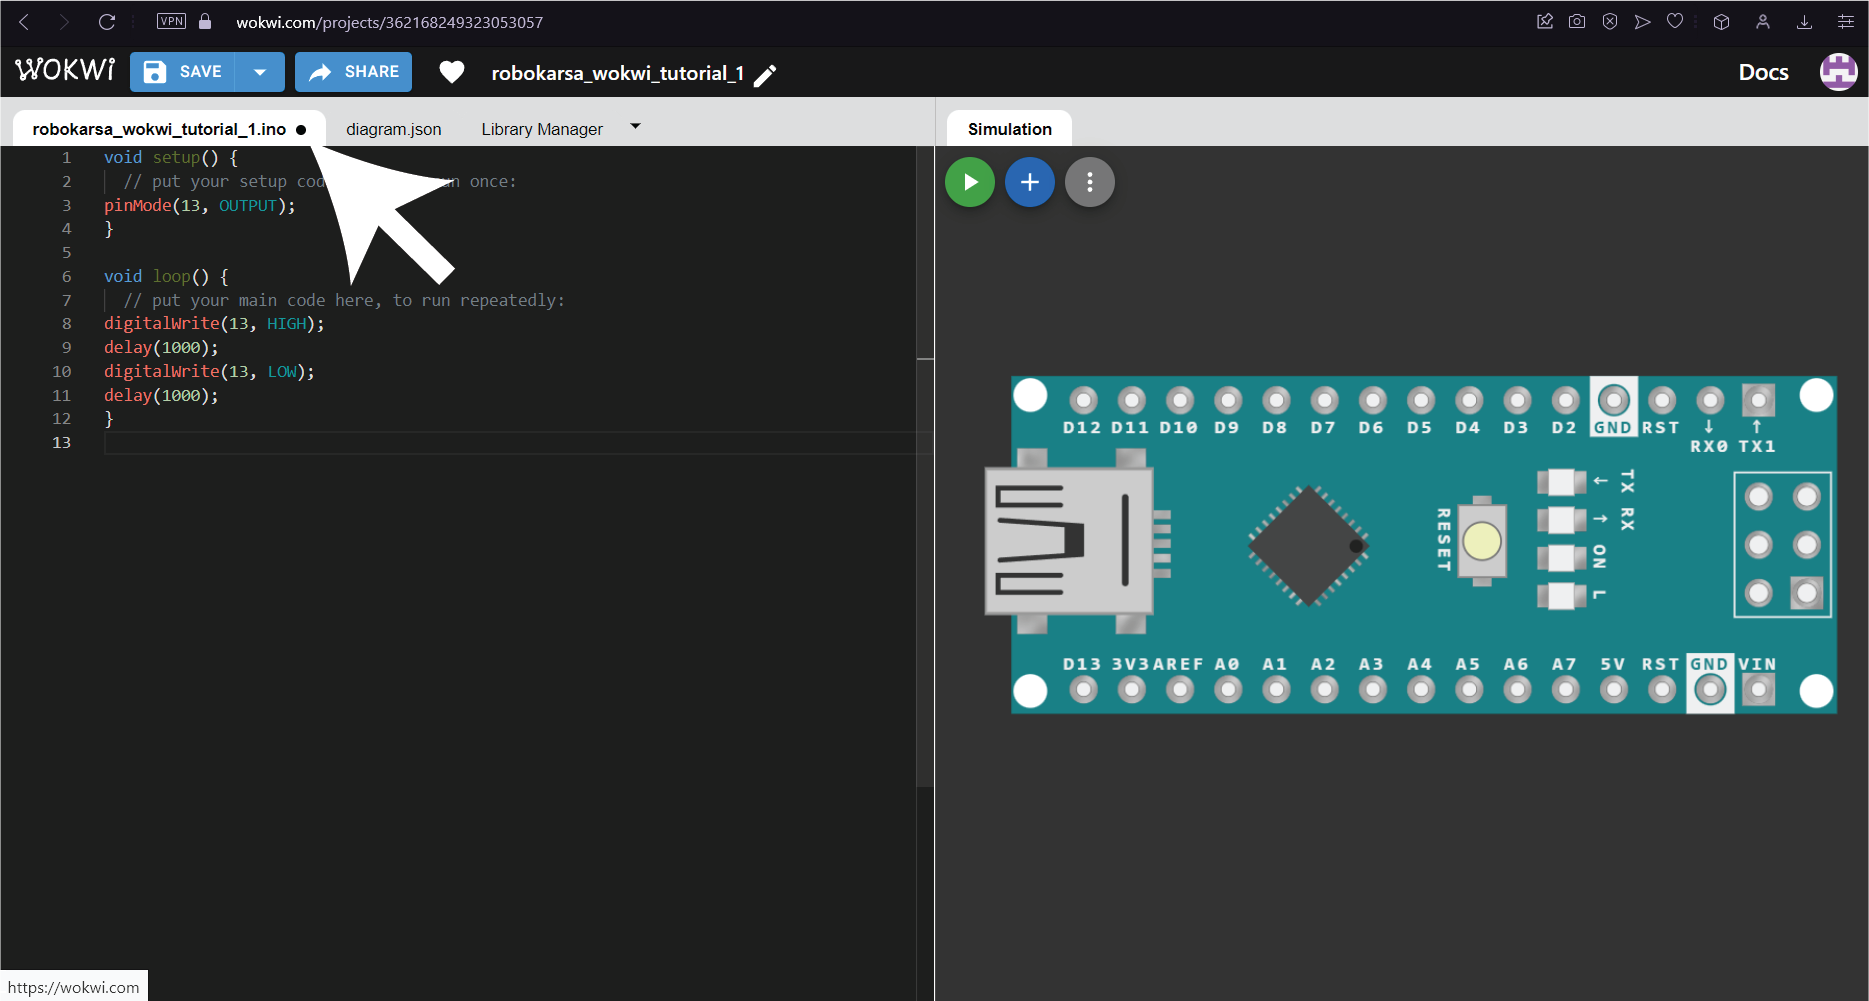 VPN wokwi.com/projects/362168249323053057
WOKWi SAVE SHARE robokarsa_wokwi_tutorial_1 Docs
robokarsa_wokwi_tutorial_1.ino ● diagram.json Library Manager
1 void setup() {
2 // put your setup un once:
3 pinMode(13, OUTPUT);
4 }
5
6 void loop() {
7 // put your main code here, to run repeatedly:
8 digitalWrite(13, HIGH);
9 delay(1000);
10 digitalWrite(13, LOW);
11 delay(1000);
12 }
13
https://wokwi.com
Simulation
D12 D11 D10 D9 D8 D7 D6 D5 D4 D3 D2 GND RST ↓ ↑
RX0 TX1
RESET
← TX
→ RX
ON
L
D13 3V3 AREF A0 A1 A2 A3 A4 A5 A6 A7 5V RST GND VIN